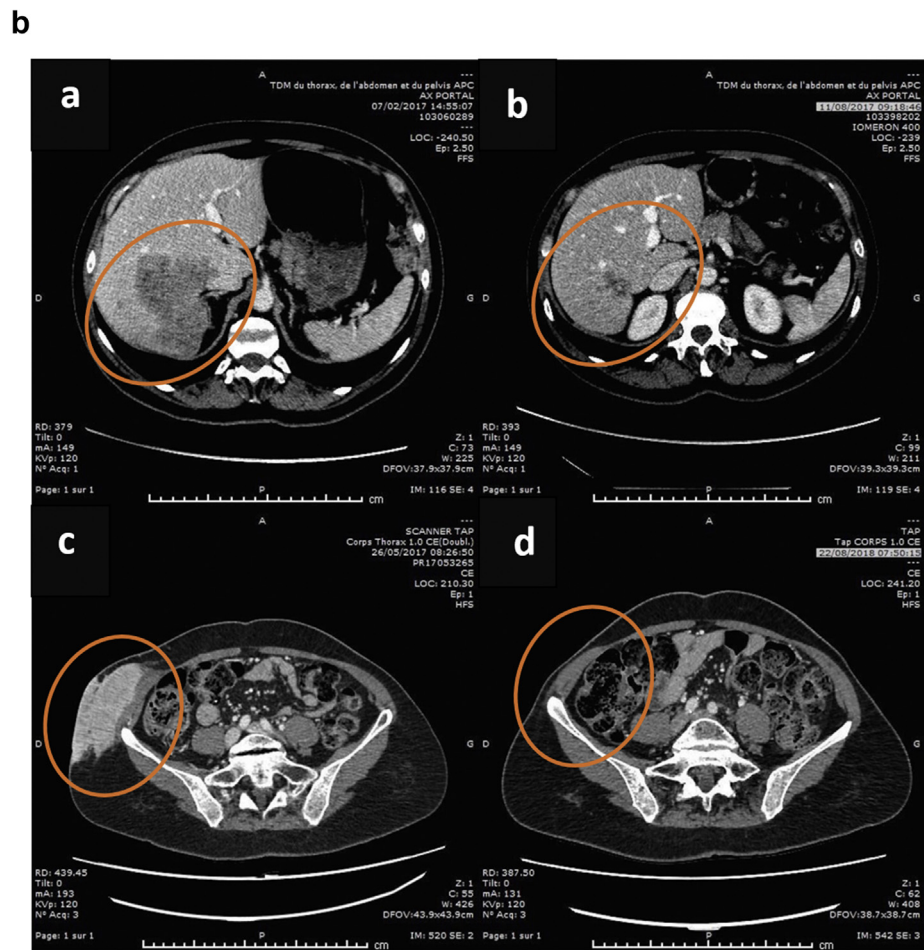 b
a
A
---
TDM du thorax, de l'abdomen et du pelvis APC
AX PORTAL
07/02/2017 14:55:07
103060289
---
LOC: -240.50
Ep: 2.50
FFS
D
G
RD: 379
Tilt: 0
mA: 149
KVp: 120
N° Acq: 1
Z: 1
C: 73
W: 225
DFOV:37.9x37.9cm
Page: 1 sur 1
P
cm
IM: 116 SE: 4
b
A
---
TDM du thorax, de l'abdomen et du pelvis APC
AX PORTAL
11/08/2017 09:18:46
103398202
IOMERON 400
LOC: -239
Ep: 2.50
FFS
D
G
RD: 393
Tilt: 0
mA: 149
KVp: 120
N° Acq: 1
Z: 1
C: 99
W: 211
DFOV:39.3x39.3cm
Page: 1 sur 1
P
cm
IM: 119 SE: 4
c
A
---
SCANNER TAP
Corps Thorax 1.0 CE(Doubl.)
26/05/2017 08:26:50
PR17053265
CE
LOC: 210.30
Ep: 1
HFS
D
G
RD: 439.45
Tilt: 0
mA: 193
KVp: 120
N° Acq: 3
Z: 1
C: 55
W: 426
DFOV:43.9x43.9cm
Page: 1 sur 1
P
cm
IM: 520 SE: 2
d
A
---
TAP
Tap CORPS 1.0 CE
22/08/2018 07:50:15
---
CE
LOC: 241.20
Ep: 1
HFS
D
G
RD: 387.50
Tilt: 0
mA: 131
KVp: 120
N° Acq: 3
Z: 1
C: 62
W: 408
DFOV:38.7x38.7cm
Page: 1 sur 1
P
cm
IM: 542 SE: 3